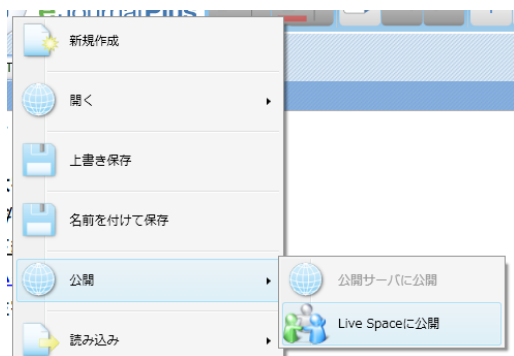 eJournalPlus
新規作成
開く
上書き保存
名前を付けて保存
公開
公開サーバに公開
Live Spaceに公開
読み込み